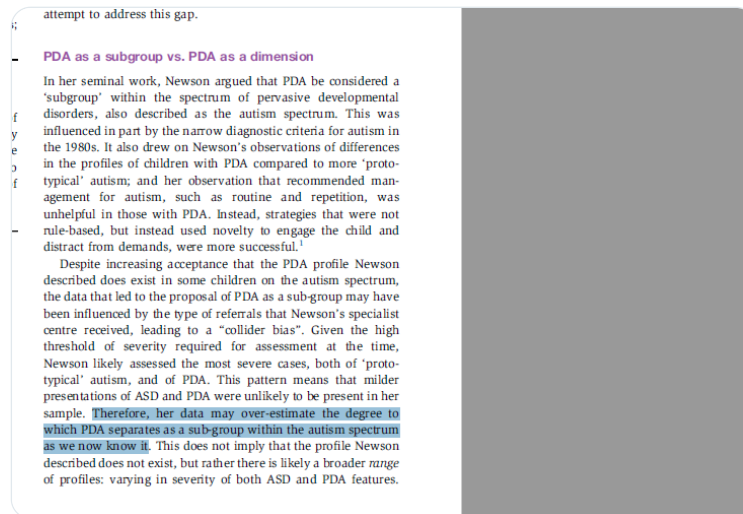 attempt to address this gap.
;
PDA as a subgroup vs. PDA as a dimension
In her seminal work, Newson argued that PDA be considered a
'subgroup' within the spectrum of pervasive developmental
disorders, also described as the autism spectrum. This was
f influenced in part by the narrow diagnostic criteria for autism in
y the 1980s. It also drew on Newson's observations of differences
e in the profiles of children with PDA compared to more 'proto-
o typical' autism; and her observation that recommended man-
f agement for autism, such as routine and repetition, was
unhelpful in those with PDA. Instead, strategies that were not
rule-based, but instead used novelty to engage the child and
distract from demands, were more successful.1
Despite increasing acceptance that the PDA profile Newson
described does exist in some children on the autism spectrum,
the data that led to the proposal of PDA as a sub-group may have
been influenced by the type of referrals that Newson's specialist
centre received, leading to a “collider bias”. Given the high
threshold of severity required for assessment at the time,
Newson likely assessed the most severe cases, both of 'proto-
typical' autism, and of PDA. This pattern means that milder
presentations of ASD and PDA were unlikely to be present in her
sample. Therefore, her data may over-estimate the degree to
which PDA separates as a sub-group within the autism spectrum
as we now know it. This does not imply that the profile Newson
described does not exist, but rather there is likely a broader range
of profiles: varying in severity of both ASD and PDA features.